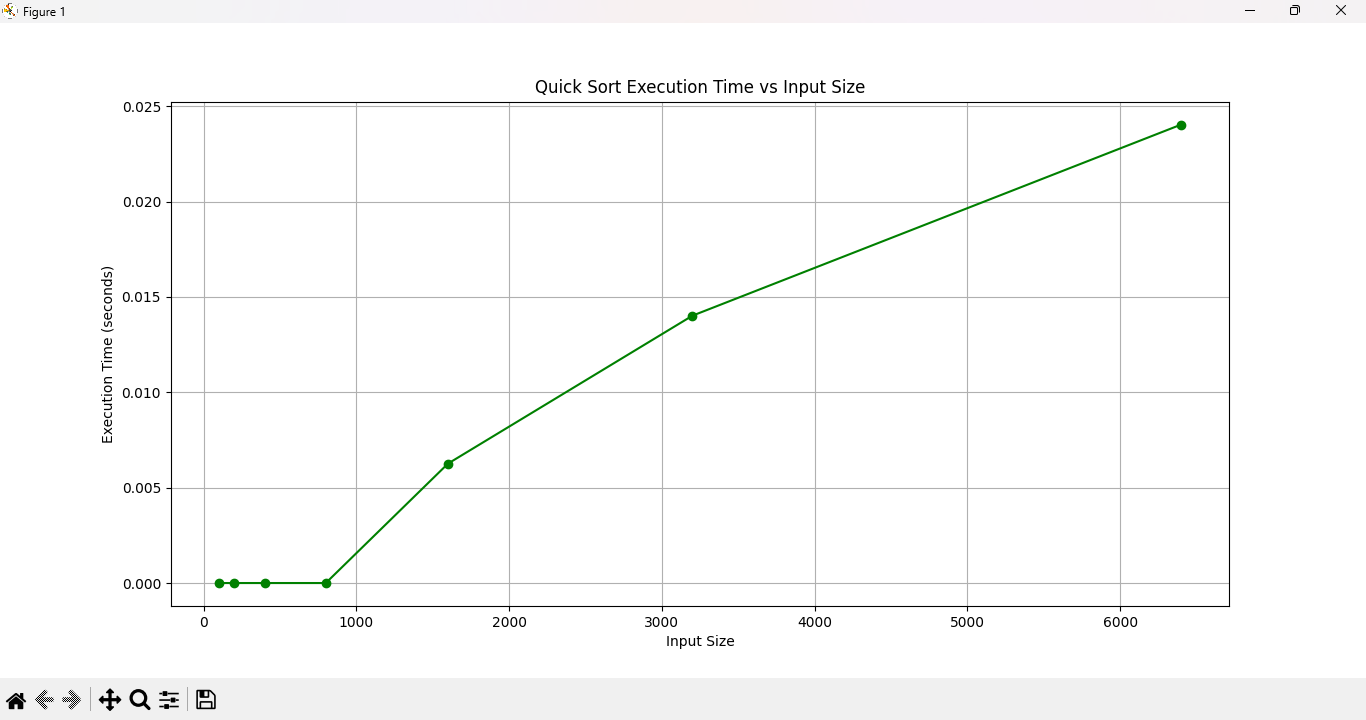 Figure 1
Quick Sort Execution Time vs Input Size
0.025
0.020
0.015
0.010
0.005
0.000
Execution Time (seconds)
0 1000 2000 3000 4000 5000 6000
Input Size